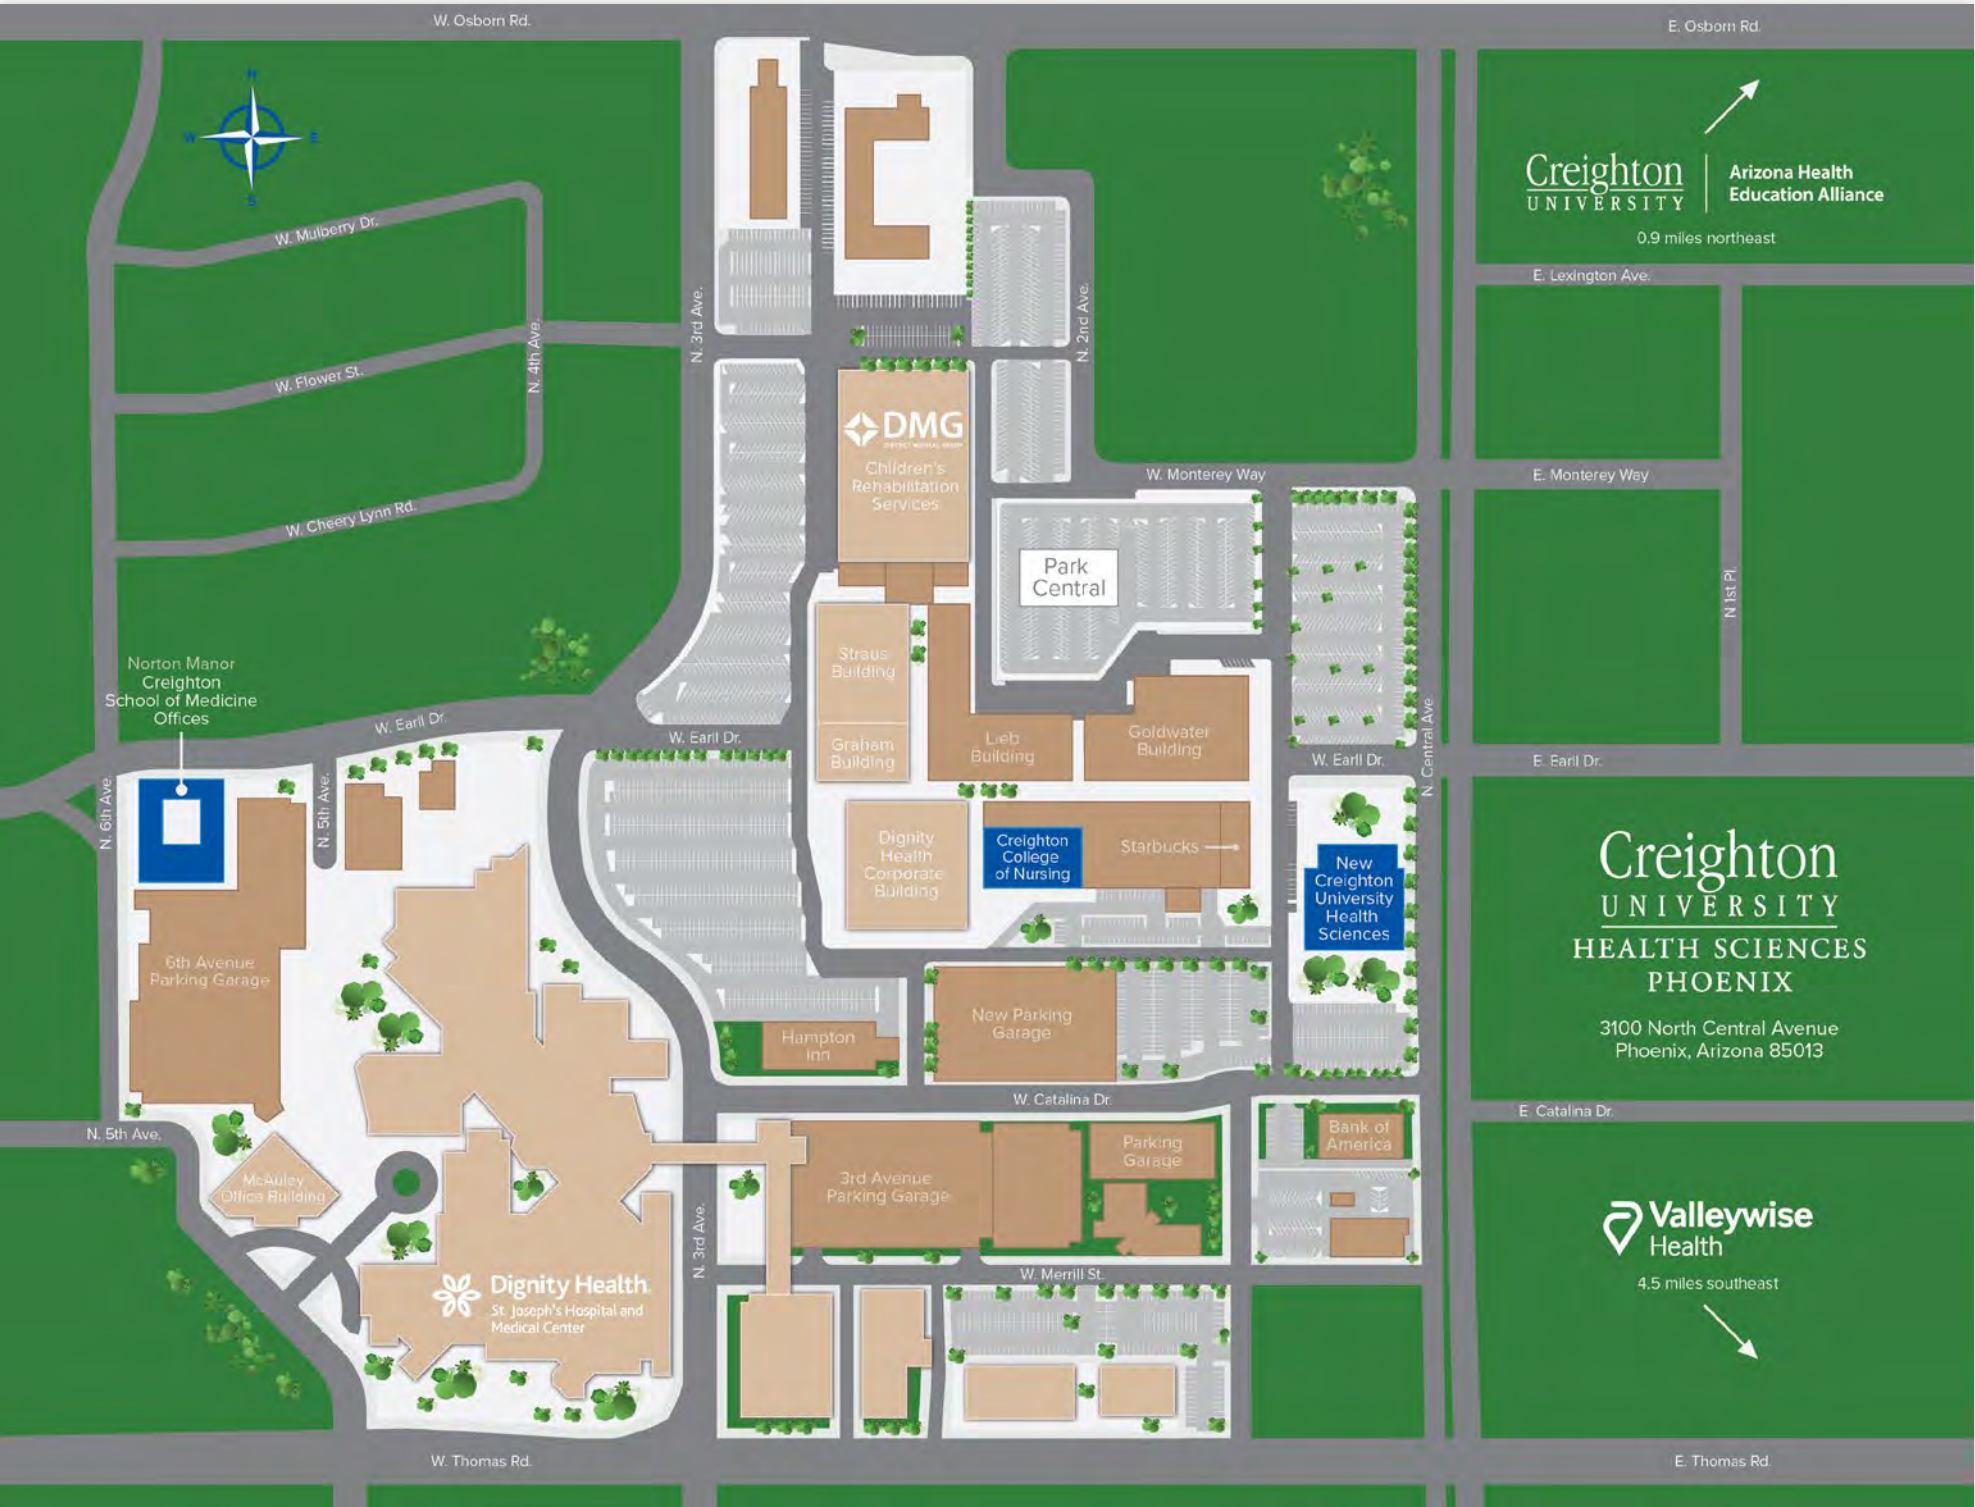 W. Osborn Rd.
E. Osborn Rd.
N
W
E
S
Creighton
UNIVERSITY
Arizona Health
Education Alliance
0.9 miles northeast
W. Mulberry Dr.
E. Lexington Ave.
N. 3rd Ave.
N. 2nd Ave.
N. 4th Ave.
W. Flower St.
DMG
Children's
Rehabilitation
Services
W. Monterey Way
E. Monterey Way
W. Cheery Lynn Rd.
Park
Central
N 1st Pl.
Straus
Building
Norton Manor
Creighton
School of Medicine
Offices
W. Earll Dr.
W. Earll Dr.
Graham
Building
Lieb
Building
Goldwater
Building
N. Central Ave
W. Earll Dr.
E. Earll Dr.
N. 6th Ave.
N. 5th Ave.
Dignity
Health
Corporate
Building
Creighton
College
of Nursing
Starbucks
New
Creighton
University
Health
Sciences
Creighton
UNIVERSITY
HEALTH SCIENCES
PHOENIX
3100 North Central Avenue
Phoenix, Arizona 85013
6th Avenue
Parking Garage
New Parking
Garage
Hampton
Inn
W. Catalina Dr.
E. Catalina Dr.
N. 5th Ave.
Bank of
America
Parking
Garage
3rd Avenue
Parking Garage
McAuley
Office Building
N. 3rd Ave.
Valleywise
Health
4.5 miles southeast
W. Merrill St.
Dignity Health.
St. Joseph's Hospital and
Medical Center
W. Thomas Rd.
E. Thomas Rd.